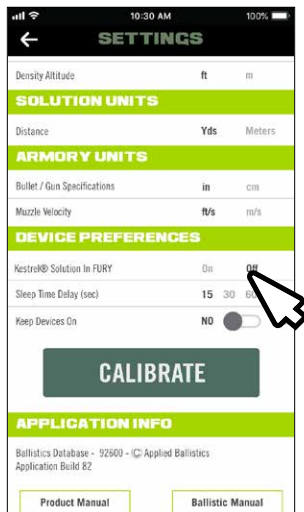 10:30 AM 100%
SETTINGS
Density Altitude ft m
SOLUTION UNITS
Distance Yds Meters
ARMORY UNITS
Bullet / Gun Specifications in cm
Muzzle Velocity ft/s m/s
DEVICE PREFERENCES
Kestrel® Solution In FURY On Off
Sleep Time Delay (sec) 15 30 60
Keep Devices On NO
CALIBRATE
APPLICATION INFO
Ballistics Database - 92600 - © Applied Ballistics
Application Build 82
Product Manual Ballistic Manual